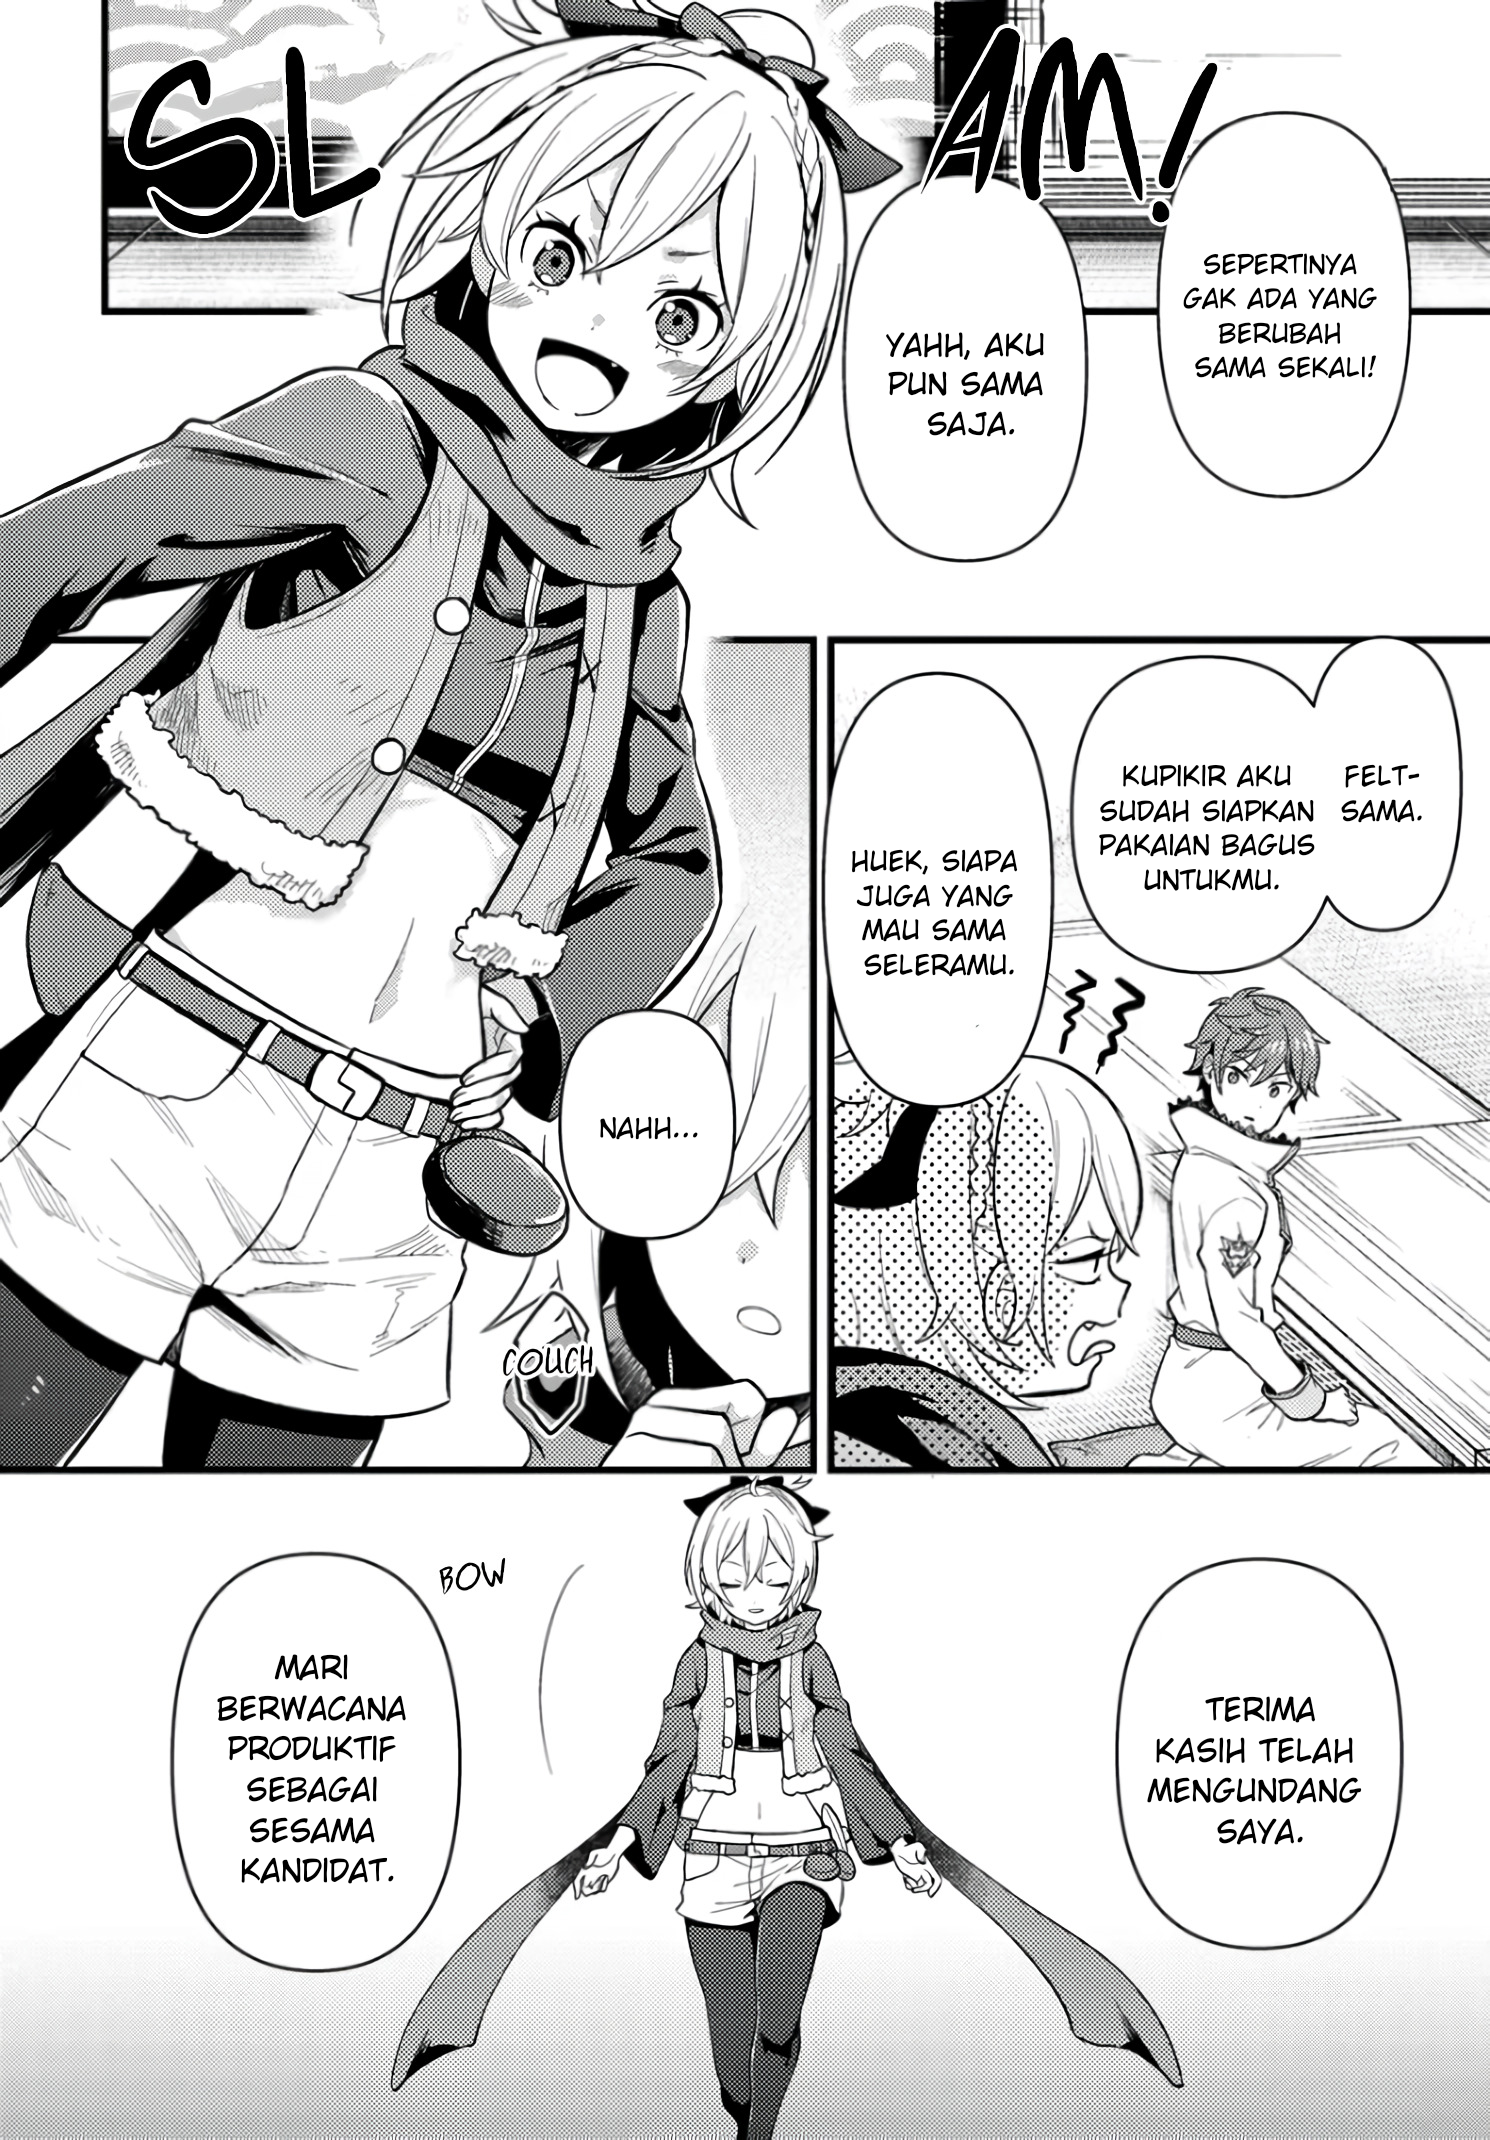 SLAM!
SEPERTINYA
GAK ADA YANG
BERUBAH
SAMA SEKALI!
YAHH, AKU
PUN SAMA
SAJA.
FELT-
SAMA.
KUPIKIR AKU
SUDAH SIAPKAN
PAKAIAN BAGUS
UNTUKMU.
HUEK, SIAPA
JUGA YANG
MAU SAMA
SELERAMU.
NAHH...
COUCH
BOW
TERIMA
KASIH TELAH
MENGUNDANG
SAYA.
MARI
BERWACANA
PRODUKTIF
SEBAGAI
SESAMA
KANDIDAT.